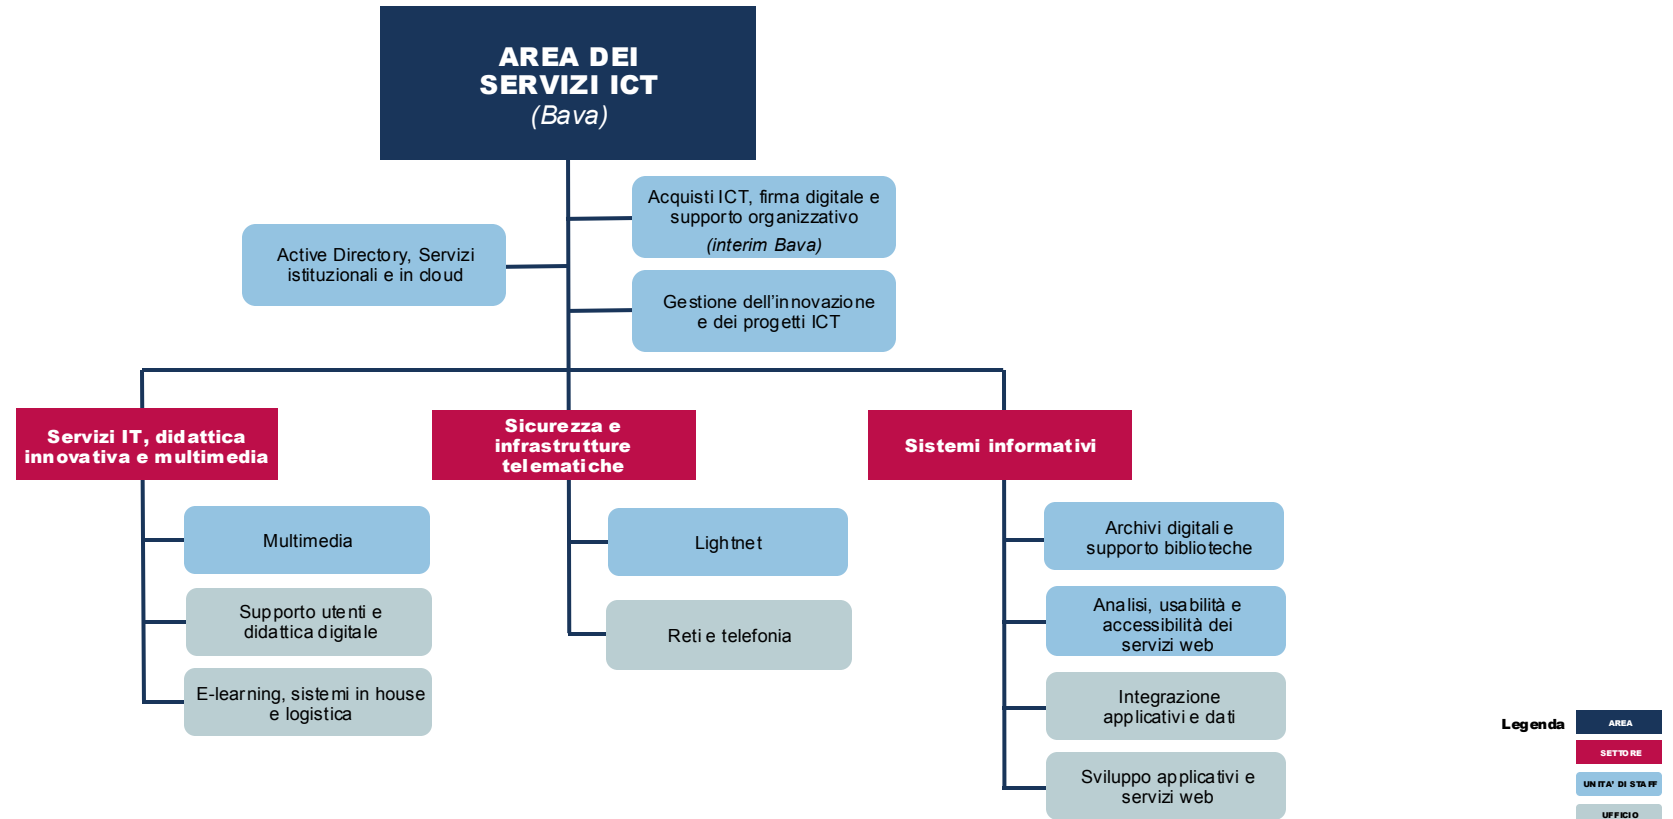 AREA DEI
SERVIZI ICT
(Bava)
Acquisti ICT, firma digitale e
supporto organizzativo
(interim Bava)
Active Directory, Servizi
istituzionali e in cloud
Gestione dell'innovazione
e dei progetti ICT
Servizi IT, didattica
innovativa e multimedia
Sicurezza e
infrastrutture
telematiche
Sistemi informativi
Multimedia
Supporto utenti e
didattica digitale
E-learning, sistemi in house
e logistica
Lightnet
Reti e telefonia
Archivi digitali e
supporto biblioteche
Analisi, usabilità e
accessibilità dei
servizi web
Integrazione
applicativi e dati
Sviluppo applicativi e
servizi web
Legenda
AREA
SETTORE
UNITA' DI STAFF
UFFICIO